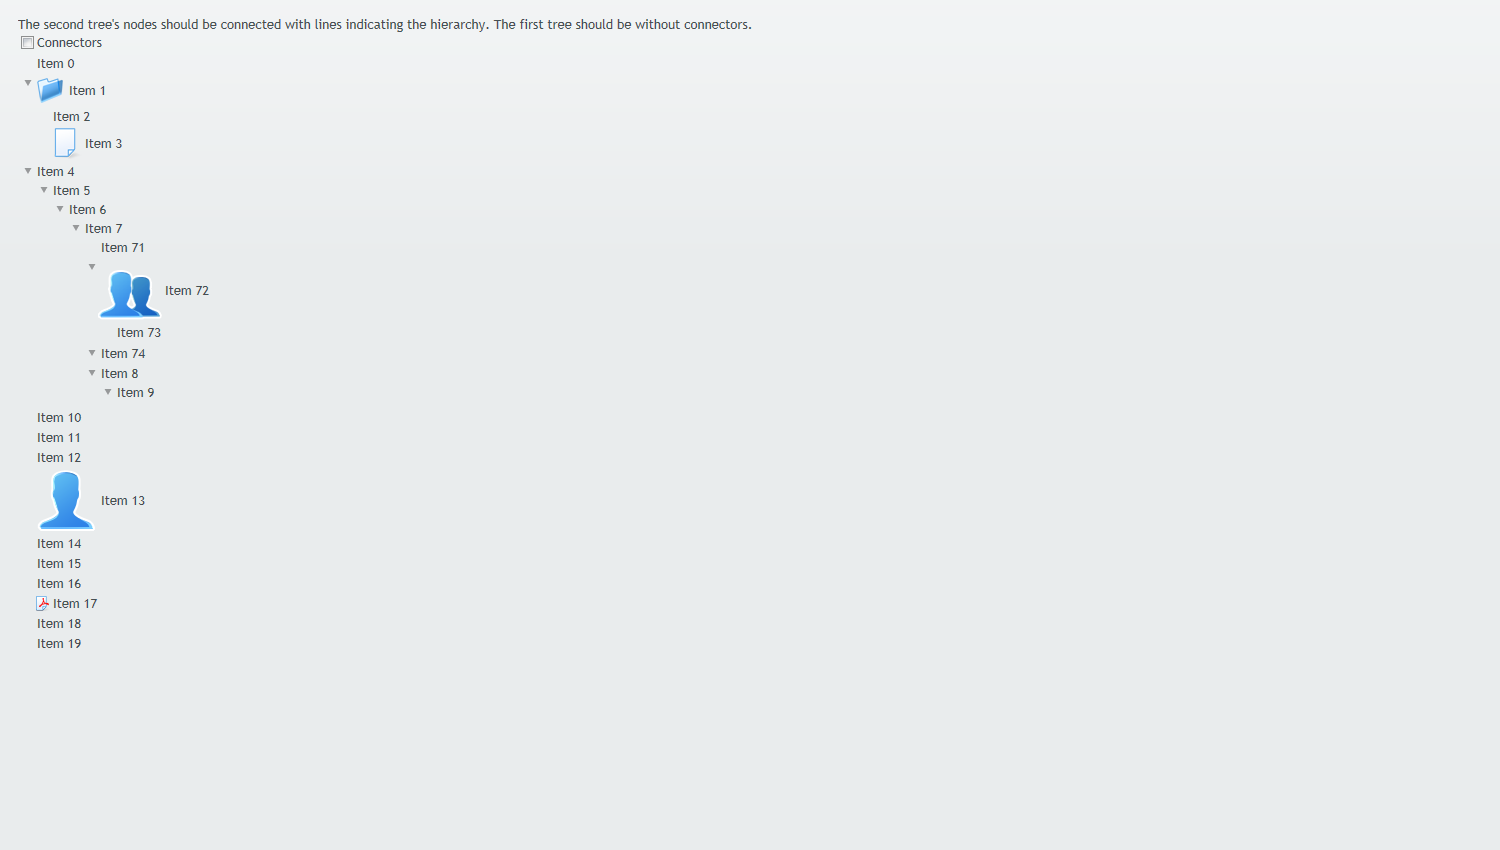 The second tree's nodes should be connected with lines indicating the hierarchy. The first tree should be without connectors.
Connectors
Item 0
Item 1
Item 2
Item 3
Item 4
Item 5
Item 6
Item 7
Item 71
Item 72
Item 73
Item 74
Item 8
Item 9
Item 10
Item 11
Item 12
Item 13
Item 14
Item 15
Item 16
Item 17
Item 18
Item 19